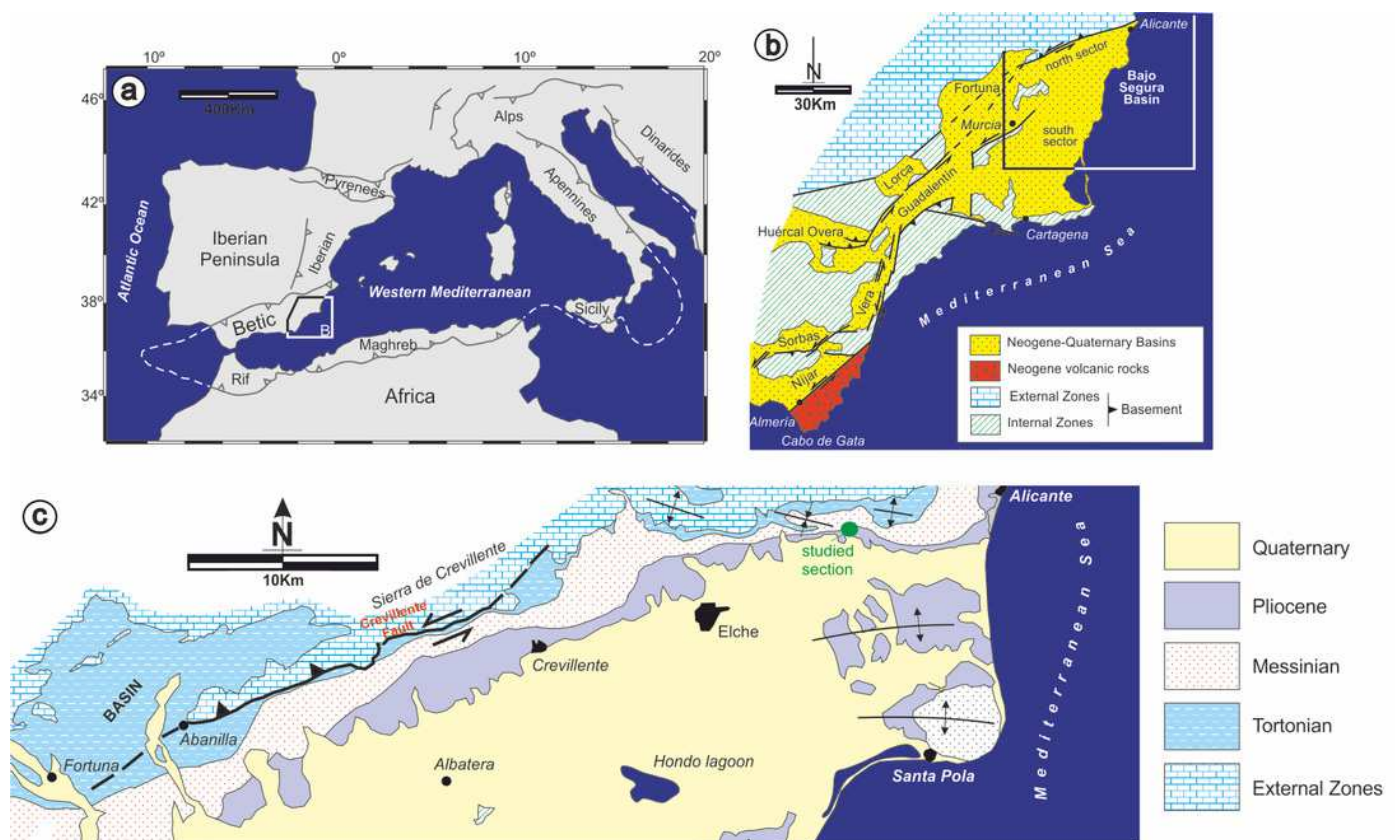 a
10º
0º
10º
20º
46º
42º
38º
34º
400Km
Alps
Dinarides
Pyrenees
Apennines
Atlantic Ocean
Iberian
Peninsula
Iberian
Western Mediterranean
Betic
B
Sicily
Maghreb
Rif
Africa
b
N
30Km
Alicante
north sector
Bajo
Segura
Basin
Fortuna
Murcia
south
sector
Lorca
Guadalentín
Huércal Overa
Cartagena
Mediterranean Sea
Vera
Sorbas
Níjar
Almería
Cabo de Gata
Neogene-Quaternary Basins
Neogene volcanic rocks
External Zones
Internal Zones
Basement
c
N
10Km
Alicante
studied
section
Sierra de Crevillente
Crevillente
Fault
Elche
Crevillente
BASIN
Abanilla
Fortuna
Albatera
Hondo lagoon
Santa Pola
Mediterranean Sea
Quaternary
Pliocene
Messinian
Tortonian
External Zones